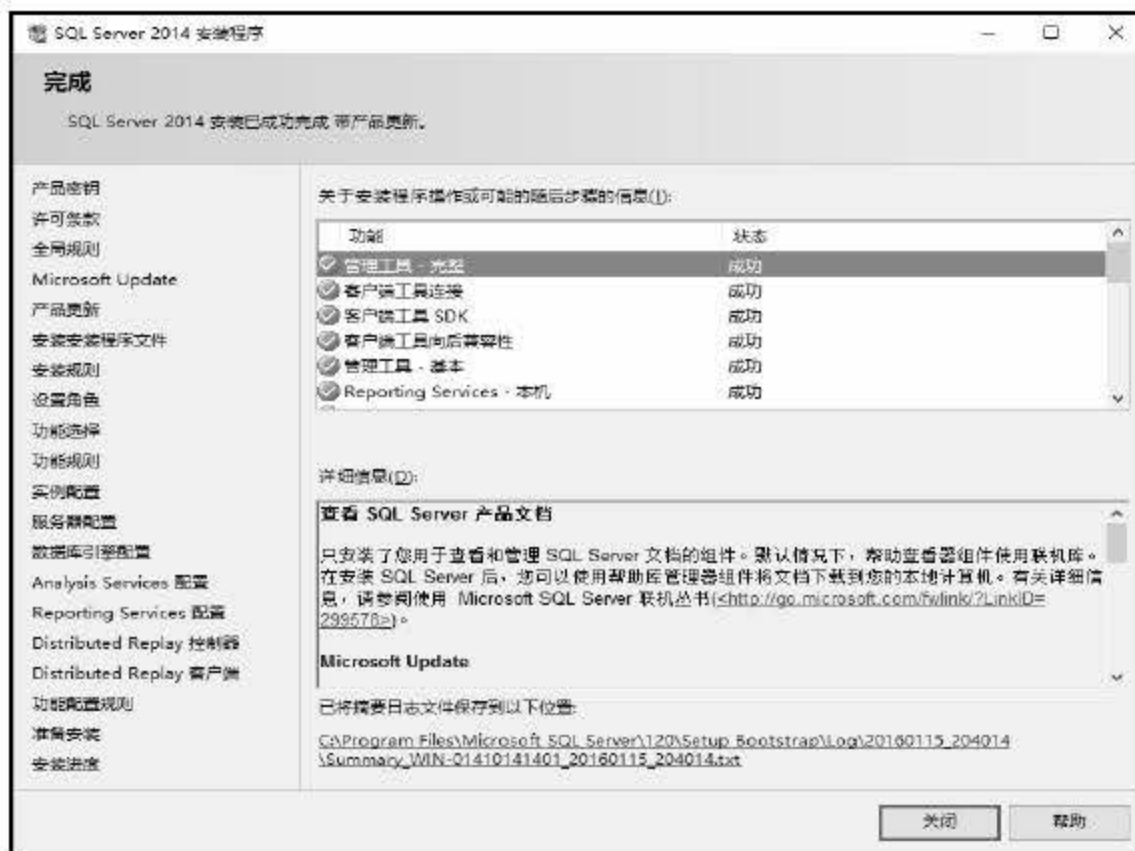 SQL Server 2014 安装程序
完成
SQL Server 2014 安装已成功完成 带产品更新。
产品密钥
许可条款
全局规则
Microsoft Update
产品更新
安装安装程序文件
安装规则
设置角色
功能选择
功能规则
实例配置
服务器配置
数据库引擎配置
Analysis Services 配置
Reporting Services 配置
Distributed Replay 控制器
Distributed Replay 客户端
功能配置规则
准备安装
安装进度
关于安装程序操作或可能的随后步骤的信息(I):
功能 状态
管理工具 - 完整 成功
客户端工具连接 成功
客户端工具 SDK 成功
客户端工具向后兼容性 成功
管理工具 - 基本 成功
Reporting Services - 本机 成功
详细信息(D):
查看 SQL Server 产品文档
只安装了您用于查看和管理 SQL Server 文档的组件。默认情况下，帮助查看器组件使用联机库。
在安装 SQL Server 后，您可以使用帮助库管理器组件将文档下载到您的本地计算机。有关详细信
息，请参阅使用 Microsoft SQL Server 联机丛书(<http://go.microsoft.com/fwlink/?LinkID=
299578>)。
Microsoft Update
已将摘要日志文件保存到以下位置:
C:\Program Files\Microsoft SQL Server\120\Setup Bootstrap\Log\20160115_204014
\Summary_WIN-01410141401_20160115_204014.txt
关闭 帮助